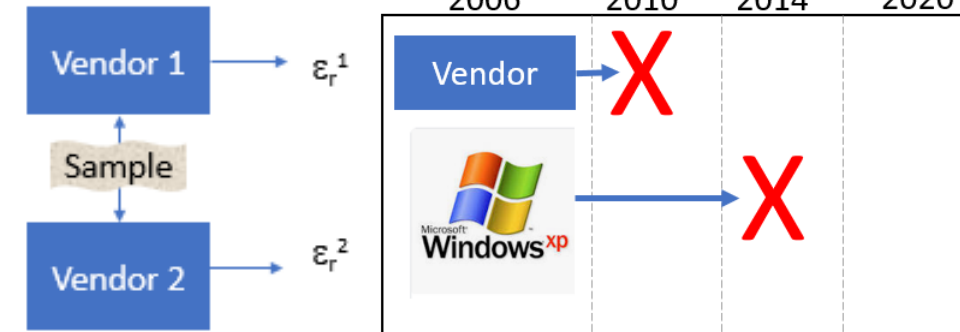 Vendor 1
εᵣ¹
Sample
Vendor 2
εᵣ²
2006 2010 2014 2020
Vendor
X
Microsoft
Windows xp
X